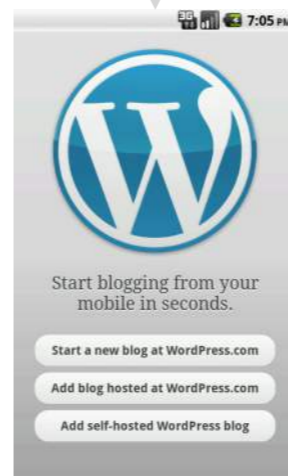 3G 7:05 PM
W
Start blogging from your
mobile in seconds.
Start a new blog at WordPress.com
Add blog hosted at WordPress.com
Add self-hosted WordPress blog